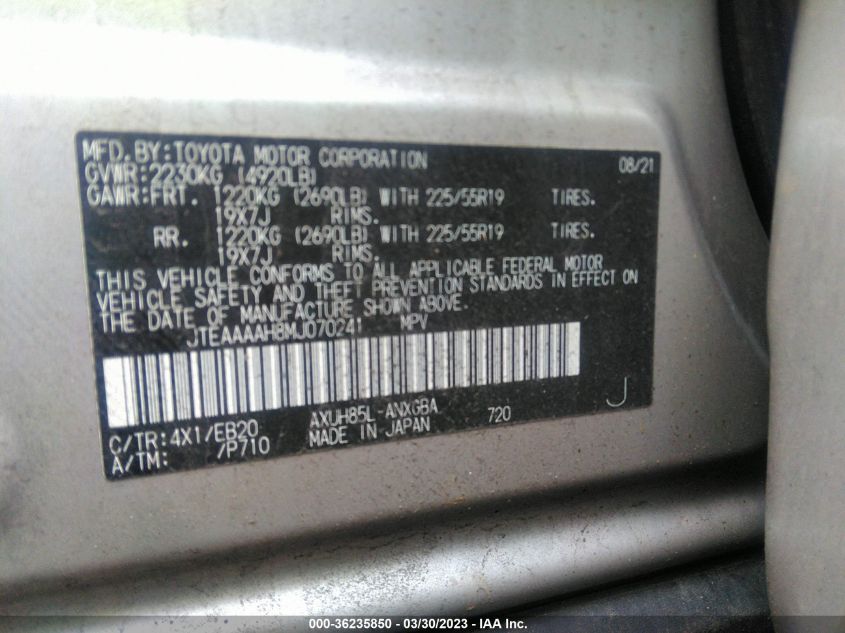 MFD. BY: TOYOTA MOTOR CORPORATION 08/21
GVWR: 2230KG (4920LB)
GAWR: FRT. 1220KG (2690LB) WITH 225/55R19 TIRES.
19X7J RIMS.
RR. 1220KG (2690LB) WITH 225/55R19 TIRES.
19X7J RIMS.
THIS VEHICLE CONFORMS TO ALL APPLICABLE FEDERAL MOTOR
VEHICLE SAFETY AND THEFT PREVENTION STANDARDS IN EFFECT ON
THE DATE OF MANUFACTURE SHOWN ABOVE.
JTEAAAAH8MJ070241 MPV
J
C/TR: 4X1/EB20 AXUH85L-ANXGBA 720
A/TM: /P710 MADE IN JAPAN
000-36235850 - 03/30/2023 - © IAA Inc.